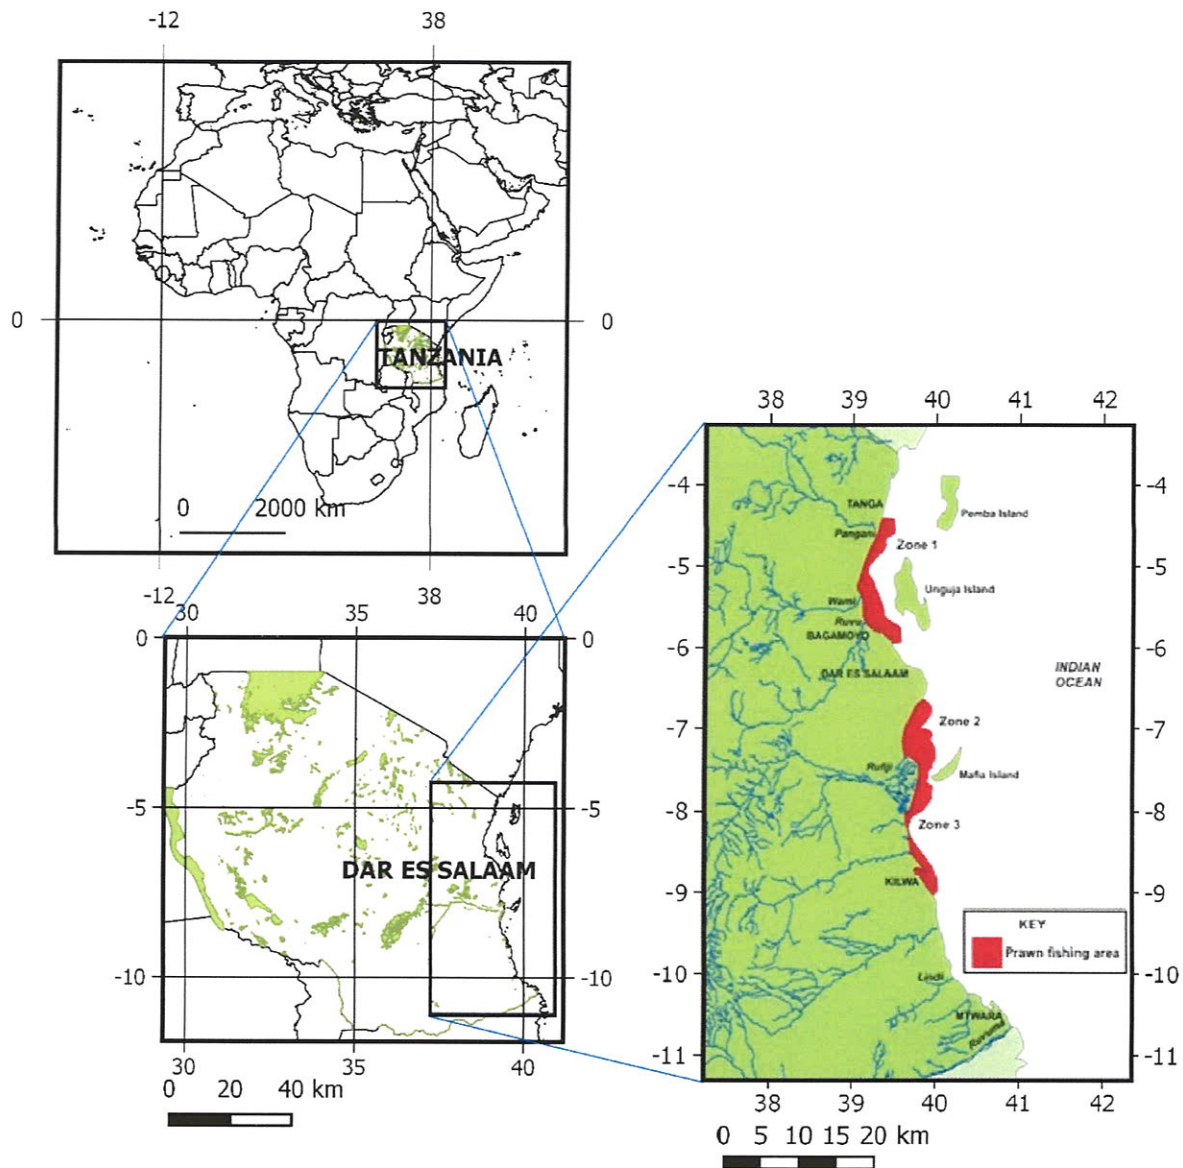 -12 38
0 0
TANZANIA
0 2000 km
-12 38
30 35 40
0 0
-5 -5
DAR ES SALAAM
-10 -10
30 35 40
0 20 40 km
38 39 40 41 42
-4 -4
TANGA
Pemba Island
Pangani
Zone 1
-5 -5
Unguja Island
Wami
Ruvu
BAGAMOYO
-6 -6
DAR ES SALAAM
INDIAN
OCEAN
Zone 2
-7 -7
Rufiji
Mafia Island
-8 -8
Zone 3
KILWA
-9 -9
KEY
Prawn fishing area
-10 -10
Lindi
MTWARA
Ruvuma
-11 -11
38 39 40 41 42
0 5 10 15 20 km